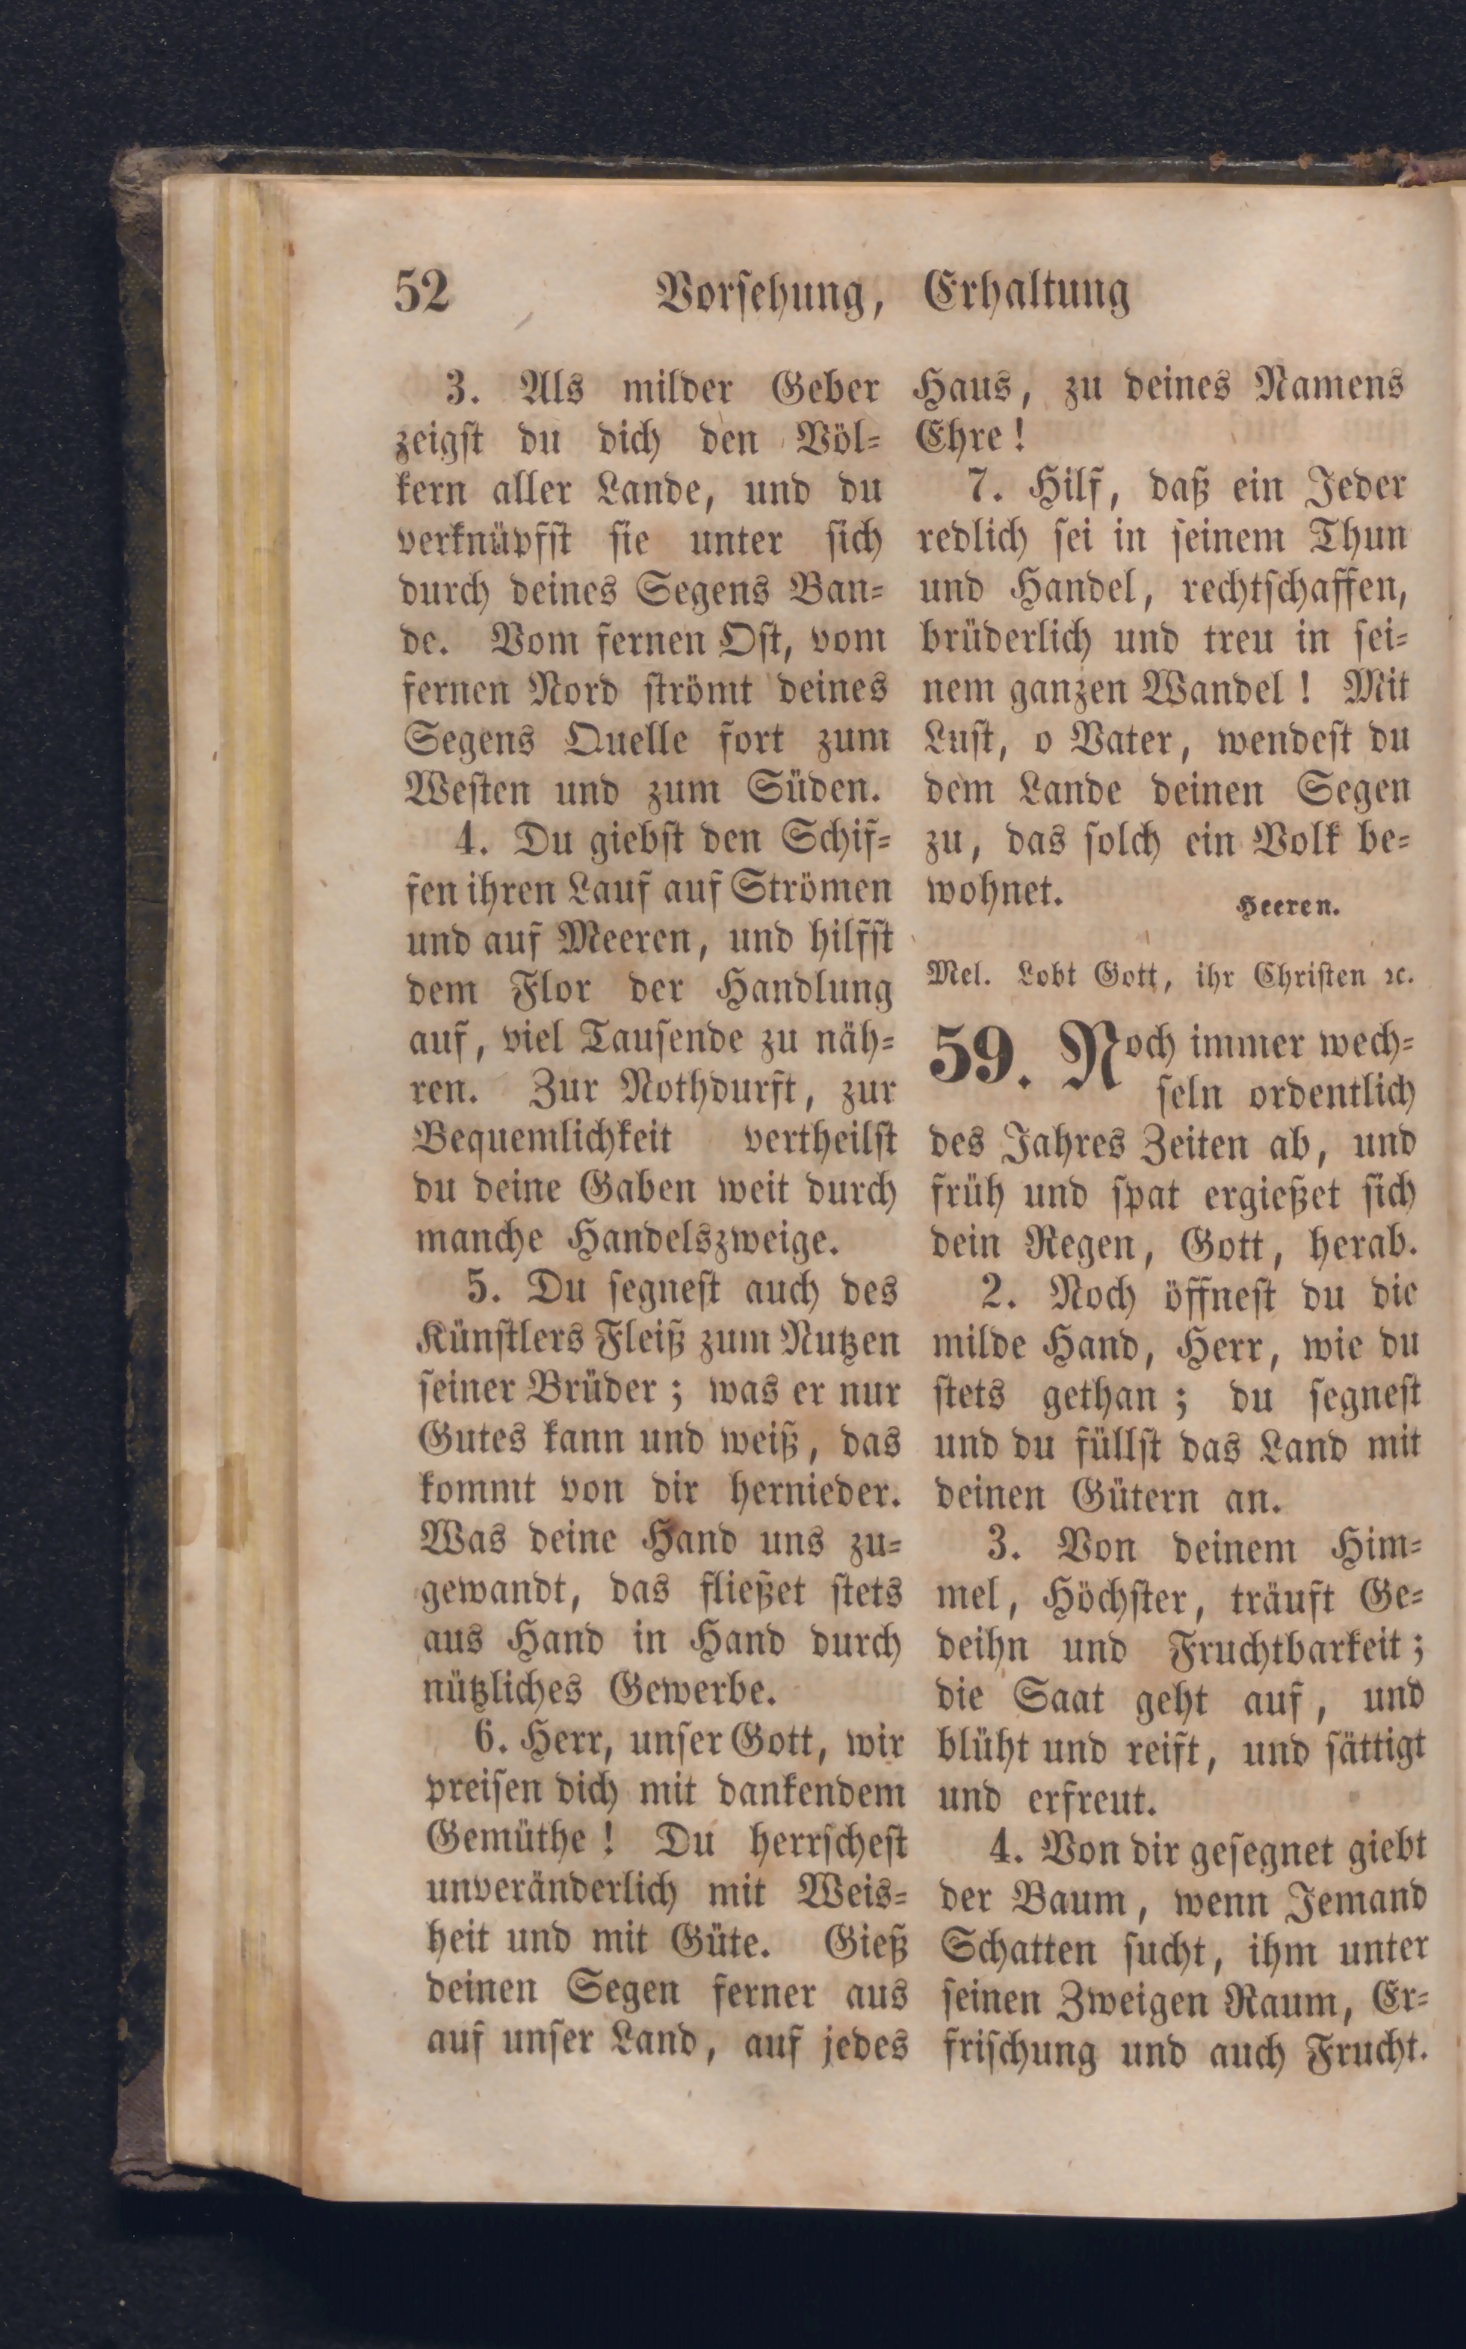 52 Vorsehung, Erhaltung
3. Als milder Geber
zeigst du dich den Völ-
kern aller Lande, und du
verknüpfst sie unter sich
durch deines Segens Ban-
de. Vom fernen Ost, vom
fernen Nord strömt deines
Segens Quelle fort zum
Westen und zum Süden.
4. Du giebst den Schif-
fen ihren Lauf auf Strömen
und auf Meeren, und hilfst
dem Flor der Handlung
auf, viel Tausende zu näh-
ren. Zur Nothdurft, zur
Bequemlichkeit vertheilst
du deine Gaben weit durch
manche Handelszweige.
5. Du segnest auch des
Künstlers Fleiß zum Nutzen
seiner Brüder; was er nur
Gutes kann und weiß, das
kommt von dir hernieder.
Was deine Hand uns zu-
gewandt, das fließet stets
aus Hand in Hand durch
nützliches Gewerbe.
6. Herr, unser Gott, wir
preisen dich mit dankendem
Gemüthe! Du herrschest
unveränderlich mit Weis-
heit und mit Güte. Gieß
deinen Segen ferner aus
auf unser Land, auf jedes
Haus, zu deines Namens
Ehre!
7. Hilf, daß ein Jeder
redlich sei in seinem Thun
und Handel, rechtschaffen,
brüderlich und treu in sei-
nem ganzen Wandel! Mit
Lust, o Vater, wendest du
dem Lande deinen Segen
zu, das solch ein Volk be-
wohnet. Heeren.
Mel. Lobt Gott, ihr Christen ꝛc.
59. Noch immer wech-
seln ordentlich
des Jahres Zeiten ab, und
früh und spat ergießet sich
dein Regen, Gott, herab.
2. Noch öffnest du die
milde Hand, Herr, wie du
stets gethan; du segnest
und du füllst das Land mit
deinen Gütern an.
3. Von deinem Him-
mel, Höchster, träuft Ge-
deihn und Fruchtbarkeit;
die Saat geht auf, und
blüht und reift, und sättigt
und erfreut.
4. Von dir gesegnet giebt
der Baum, wenn Jemand
Schatten sucht, ihm unter
seinen Zweigen Raum, Er-
frischung und auch Frucht.